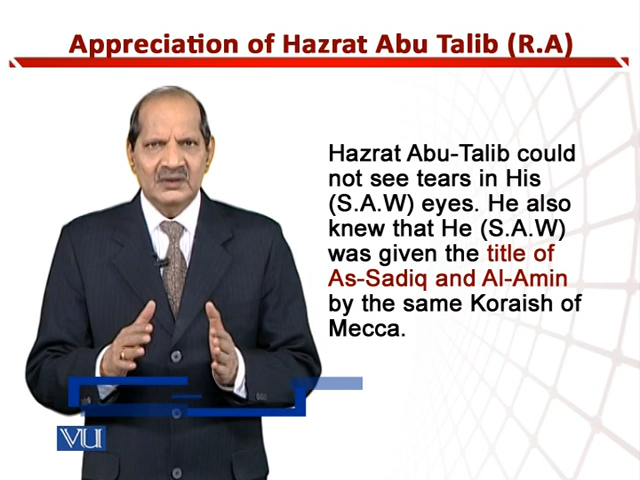 Appreciation of Hazrat Abu Talib (R.A)
Hazrat Abu-Talib could
not see tears in His
(S.A.W) eyes. He also
knew that He (S.A.W)
was given the title of
As-Sadiq and Al-Amin
by the same Koraish of
Mecca.
VU